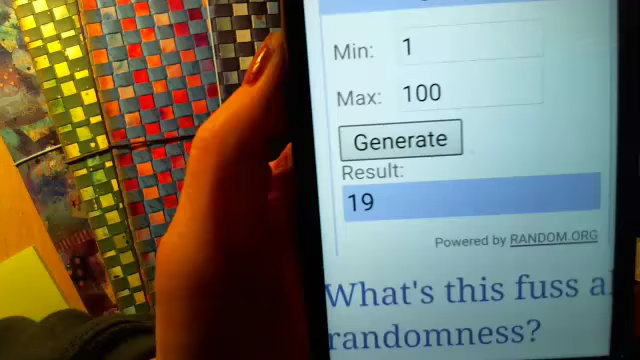 Min: 1
Max: 100
Generate
Result:
19
Powered by RANDOM.ORG
What's this fuss a
randomness?